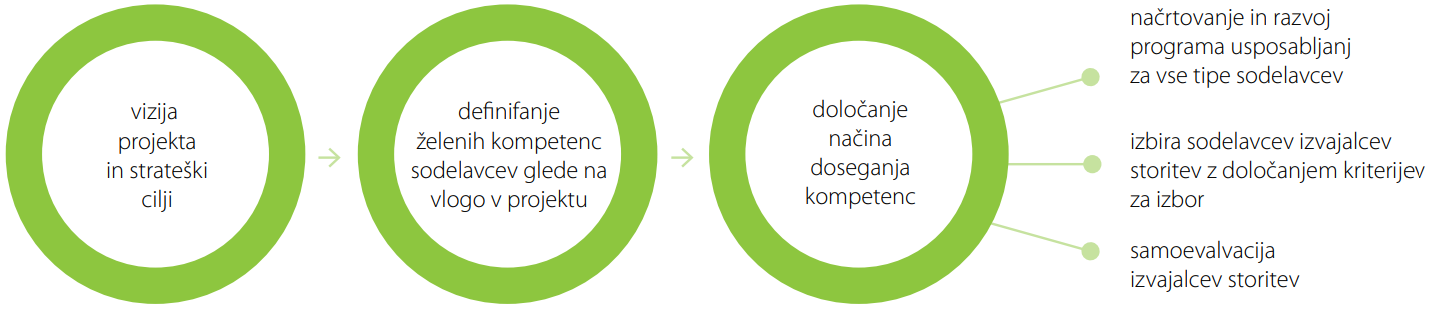 vizija
projekta
in strateški
cilji
definifanje
želenih kompetenc
sodelavcev glede na
vlogo v projektu
določanje
načina
doseganja
kompetenc
načrtovanje in razvoj
programa usposabljanj
za vse tipe sodelavcev
izbira sodelavcev izvajalcev
storitev z določanjem kriterijev
za izbor
samoevalvacija
izvajalcev storitev